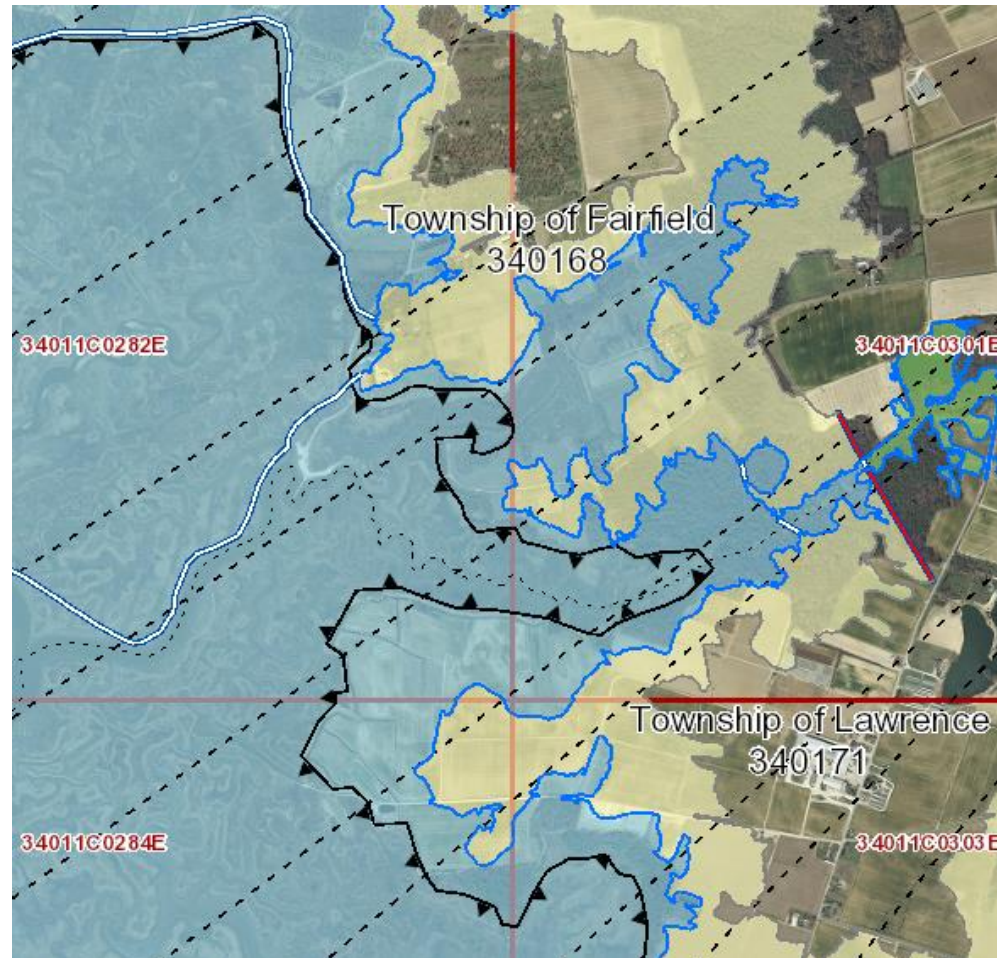 Township of Fairfield
340168
34011C0282E
34011C0301E
Township of Lawrence
340171
34011C0284E
34011C0303E